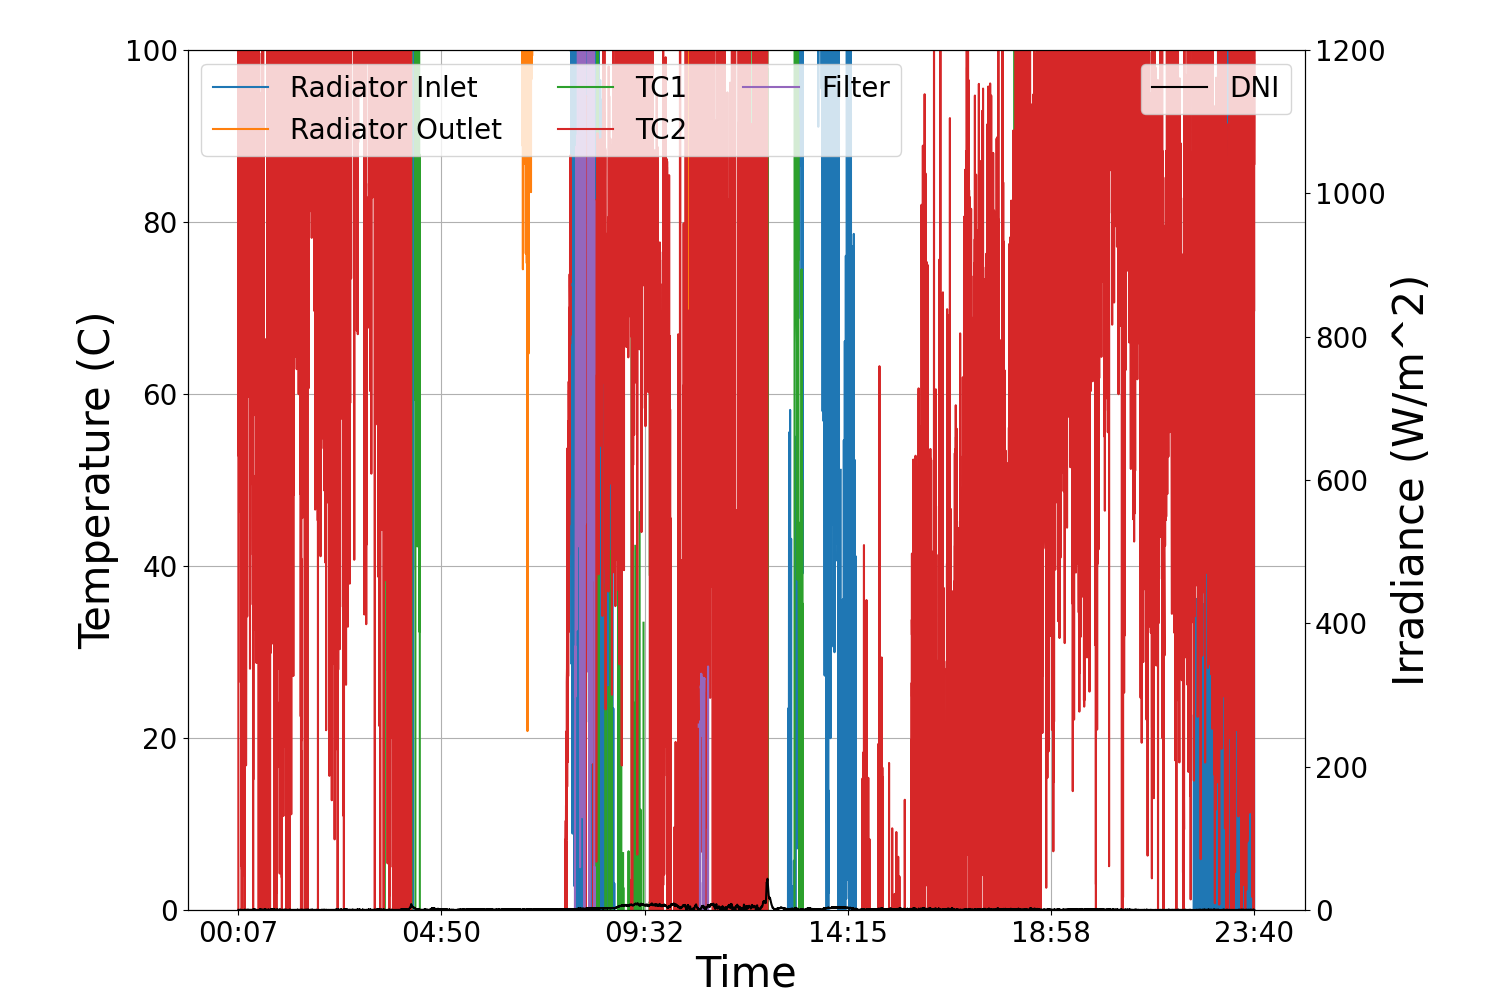 Radiator Inlet
Radiator Outlet
TC1
TC2
Filter
DNI
Temperature (C)
100
80
60
40
20
0
1200
1000
800
600
400
200
0
Irradiance (W/m^2)
00:07 04:50 09:32 14:15 18:58 23:40
Time